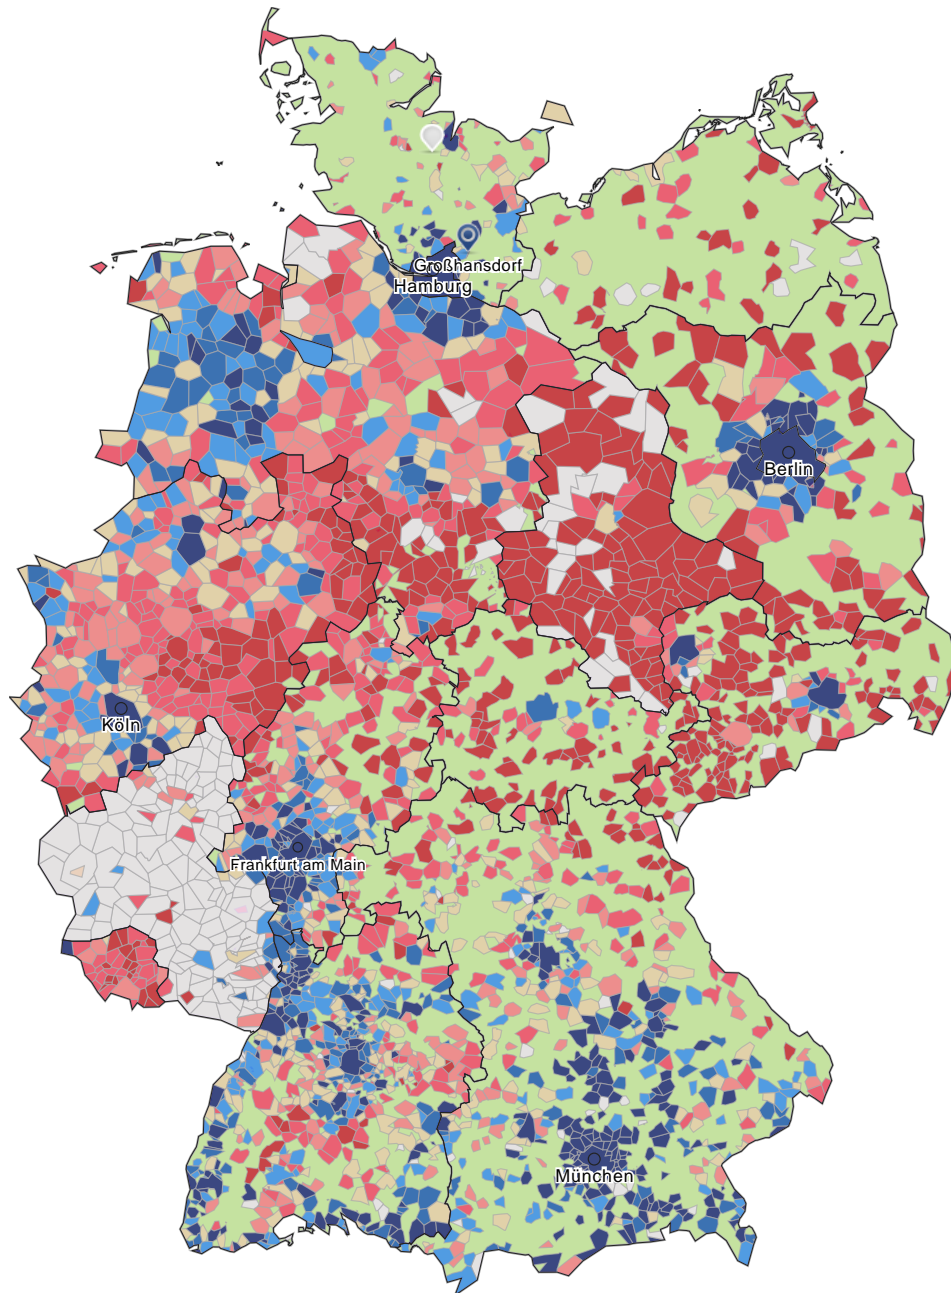 Großhansdorf
Hamburg
Berlin
Köln
Frankfurt am Main
München